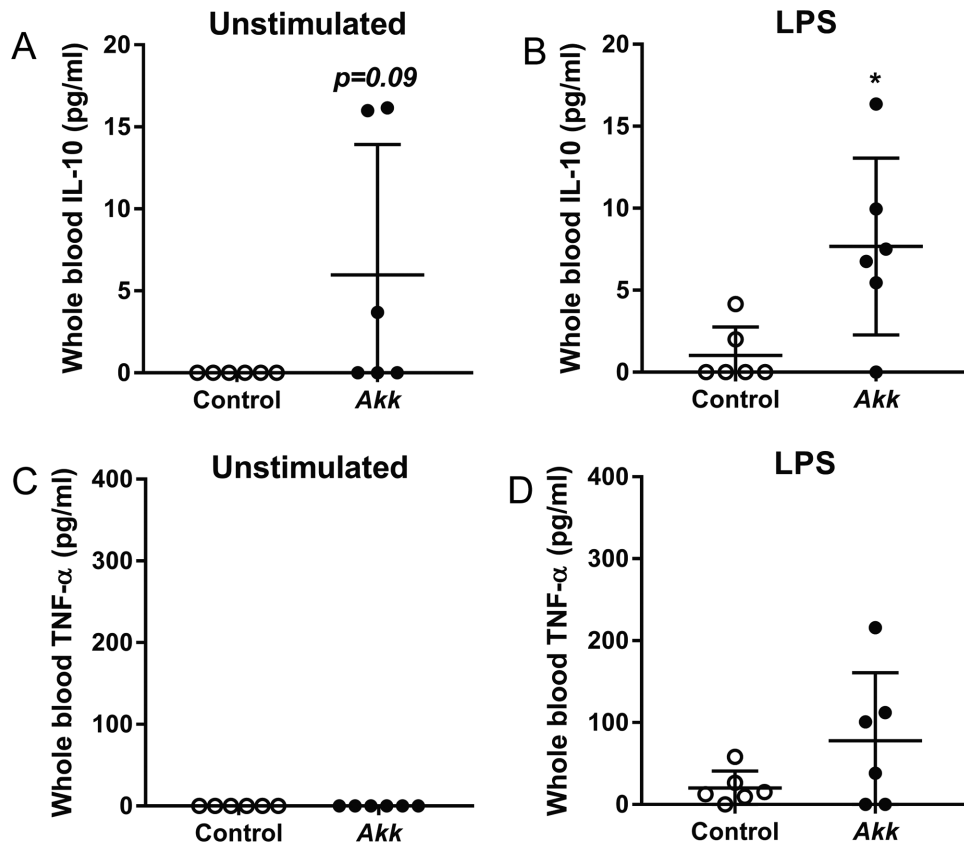 A
Unstimulated
Whole blood IL-10 (pg/ml)
20
15
10
5
0
p=0.09
Control
Akk
B
LPS
Whole blood IL-10 (pg/ml)
20
15
10
5
0
*
Control
Akk
C
Unstimulated
Whole blood TNF-α (pg/ml)
400
300
200
100
0
Control
Akk
D
LPS
Whole blood TNF-α (pg/ml)
400
300
200
100
0
Control
Akk